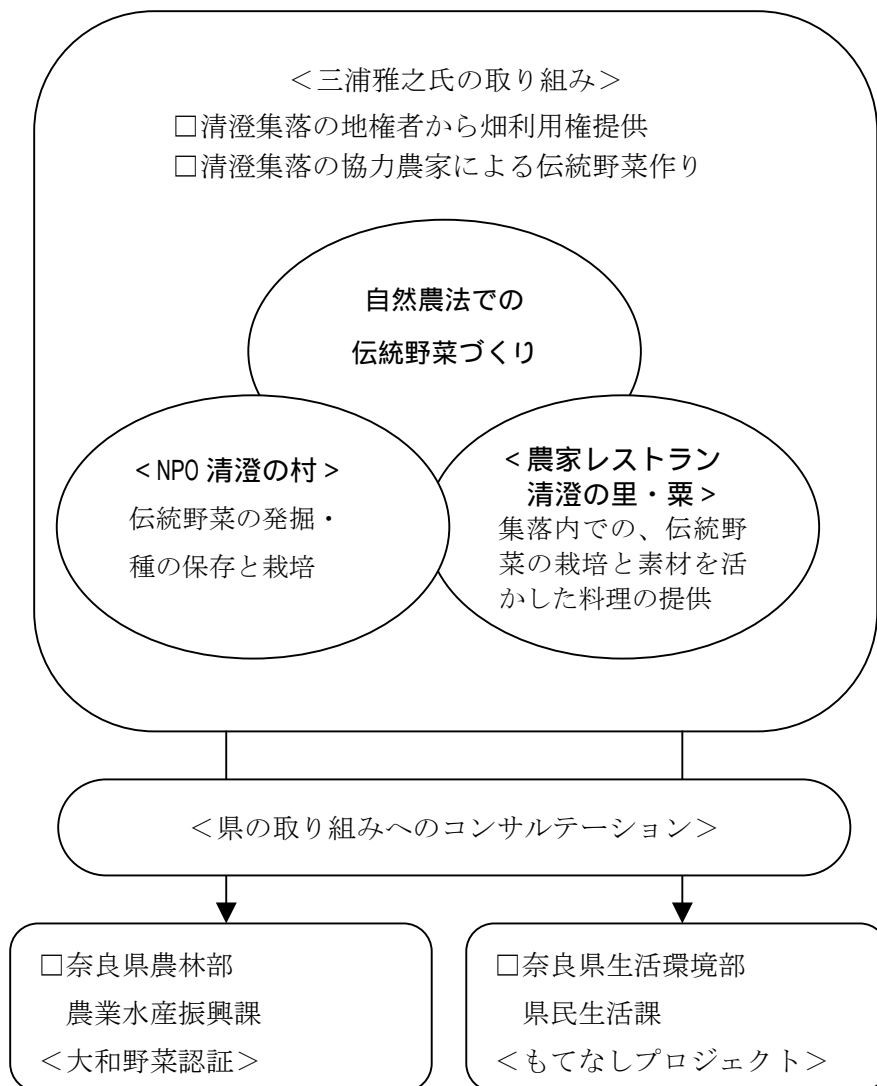 ＜三浦雅之氏の取り組み＞
□清澄集落の地権者から畑利用権提供
□清澄集落の協力農家による伝統野菜作り
自然農法での
伝統野菜づくり
＜NPO 清澄の村＞
伝統野菜の発掘・
種の保存と栽培
＜農家レストラン
清澄の里・粟＞
集落内での、伝統野
菜の栽培と素材を活
かした料理の提供
＜県の取り組みへのコンサルテーション＞
□奈良県農林部
農業水産振興課
＜大和野菜認証＞
□奈良県生活環境部
県民生活課
＜もてなしプロジェクト＞